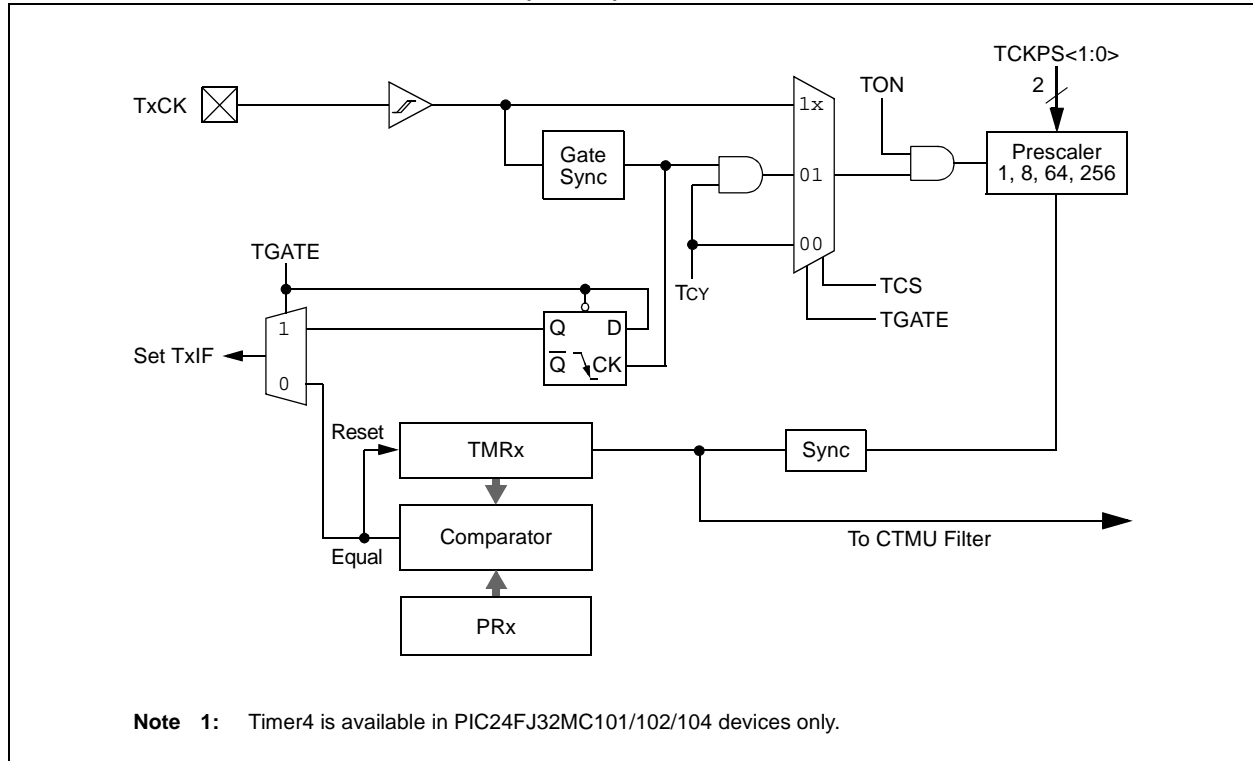 TCKPS<1:0>
2
TON
TxCK
1x
Gate
Sync
Prescaler
1, 8, 64, 256
01
00
TGATE
TCY
TCS
TGATE
1
Q D
Set TxIF
Q CK
0
Reset
TMRx
Sync
Comparator
To CTMU Filter
Equal
PRx
Note 1: Timer4 is available in PIC24FJ32MC101/102/104 devices only.